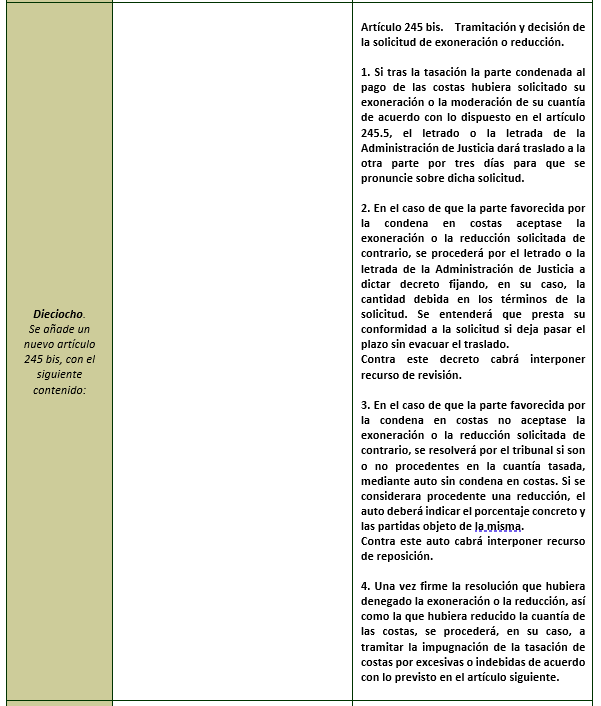 Dieciocho.
Se añade un
nuevo artículo
245 bis, con el
siguiente
contenido:
Artículo 245 bis. Tramitación y decisión de
la solicitud de exoneración o reducción.
1. Si tras la tasación la parte condenada al
pago de las costas hubiera solicitado su
exoneración o la moderación de su cuantía
de acuerdo con lo dispuesto en el artículo
245.5, el letrado o la letrada de la
Administración de Justicia dará traslado a la
otra parte por tres días para que se
pronuncie sobre dicha solicitud.
2. En el caso de que la parte favorecida por
la condena en costas aceptase la
exoneración o la reducción solicitada de
contrario, se procederá por el letrado o la
letrada de la Administración de Justicia a
dictar decreto fijando, en su caso, la
cantidad debida en los términos de la
solicitud. Se entenderá que presta su
conformidad a la solicitud si deja pasar el
plazo sin evacuar el traslado.
Contra este decreto cabrá interponer
recurso de revisión.
3. En el caso de que la parte favorecida por
la condena en costas no aceptase la
exoneración o la reducción solicitada de
contrario, se resolverá por el tribunal si son
o no procedentes en la cuantía tasada,
mediante auto sin condena en costas. Si se
considerara procedente una reducción, el
auto deberá indicar el porcentaje concreto y
las partidas objeto de la misma.
Contra este auto cabrá interponer recurso
de reposición.
4. Una vez firme la resolución que hubiera
denegado la exoneración o la reducción, así
como la que hubiera reducido la cuantía de
las costas, se procederá, en su caso, a
tramitar la impugnación de la tasación de
costas por excesivas o indebidas de acuerdo
con lo previsto en el artículo siguiente.